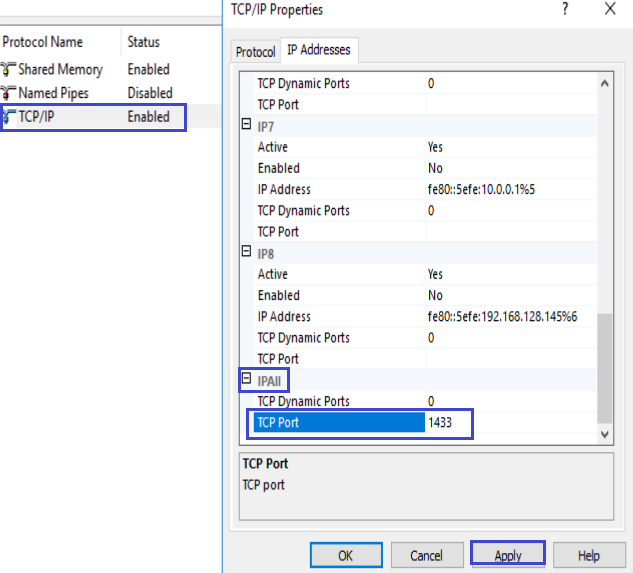 Protocol Name Status
Shared Memory Enabled
Named Pipes Disabled
TCP/IP Enabled
TCP/IP Properties ? X
Protocol IP Addresses
TCP Dynamic Ports 0
TCP Port
IP7
Active Yes
Enabled No
IP Address fe80::5efe:10.0.0.1%5
TCP Dynamic Ports 0
TCP Port
IP8
Active Yes
Enabled No
IP Address fe80::5efe:192.168.128.145%6
TCP Dynamic Ports 0
TCP Port
IPAll
TCP Dynamic Ports 0
TCP Port 1433
TCP Port
TCP port
OK Cancel Apply Help